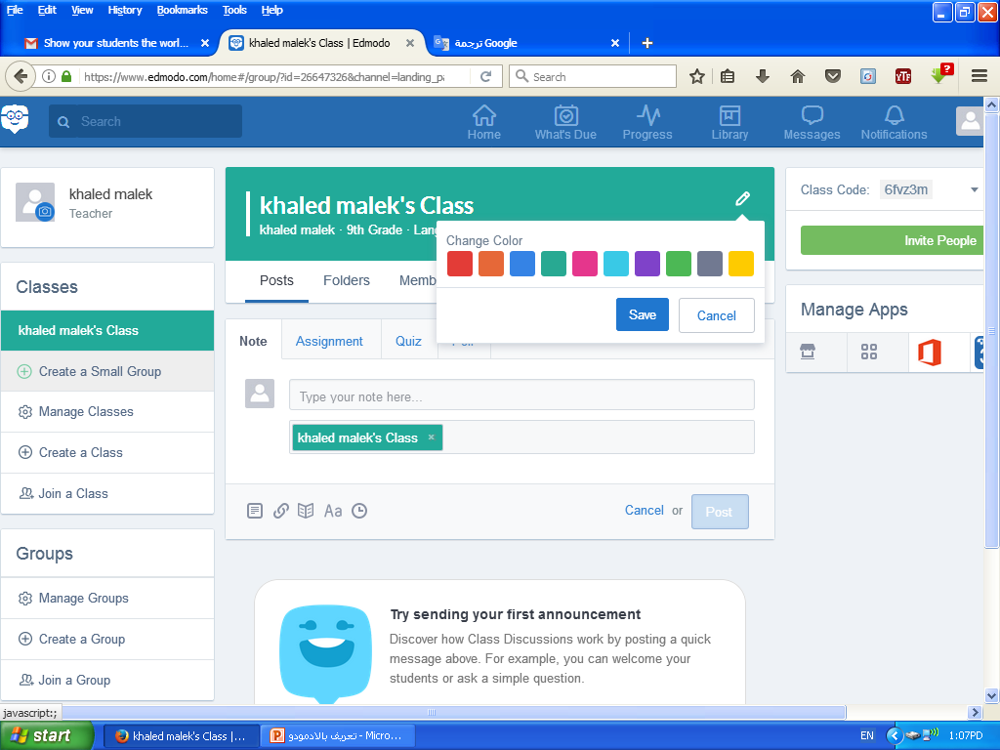 File Edit View History Bookmarks Tools Help
Show your students the worl... ×
khaled malek's Class | Edmodo ×
ترجمة Google ×
https://www.edmodo.com/home#/group/?id=26647326&channel=landing_pa
Search
Search
Home
What's Due
Progress
Library
Messages
Notifications
khaled malek
Teacher
Classes
khaled malek's Class
Create a Small Group
Manage Classes
Create a Class
Join a Class
Groups
Manage Groups
Create a Group
Join a Group
khaled malek's Class
khaled malek · 9th Grade · Lang
Change Color
Save
Cancel
Posts
Folders
Memb
Note
Assignment
Quiz
Type your note here...
khaled malek's Class ×
Aa
Cancel or Post
Try sending your first announcement
Discover how Class Discussions work by posting a quick
message above. For example, you can welcome your
students or ask a simple question.
Class Code: 6fvz3m
Invite People
Manage Apps
javascript:;
start
khaled malek's Class |...
تعريف بالادمودو - Micro...
EN
1:07PD